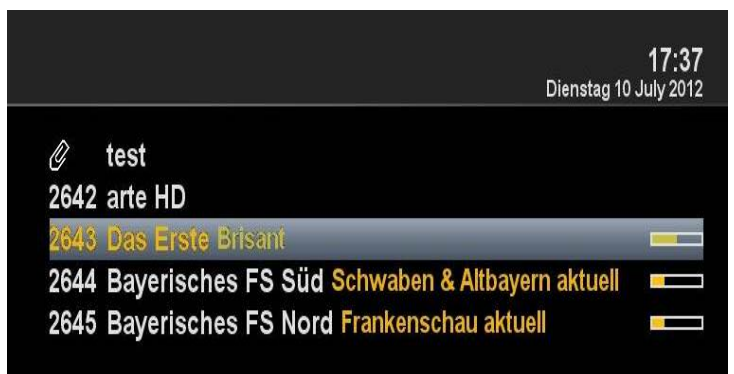 17:37
Dienstag 10 July 2012
test
2642 arte HD
2643 Das Erste Brisant
2644 Bayerisches FS Süd Schwaben & Altbayern aktuell
2645 Bayerisches FS Nord Frankenschau aktuell